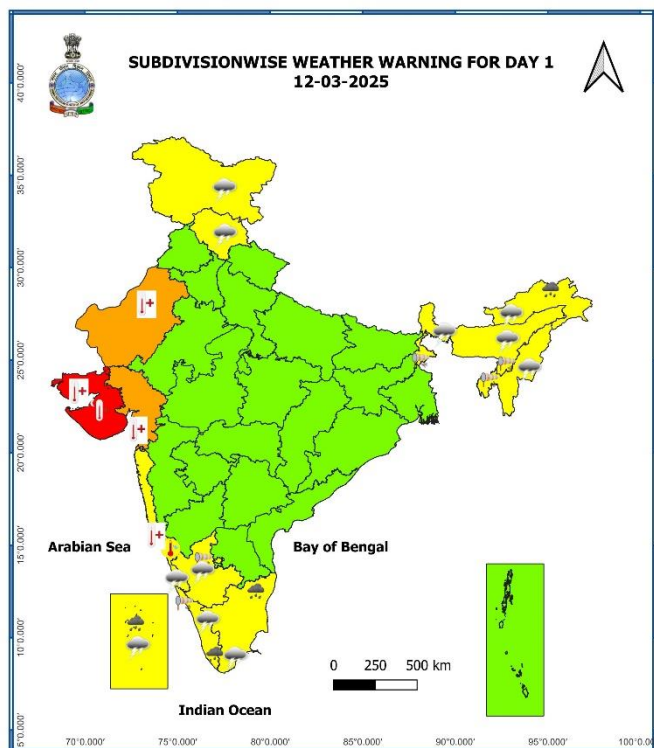 SUBDIVISIONWISE WEATHER WARNING FOR DAY 1
12-03-2025
40°0.000'
35°0.000'
30°0.000'
25°0.000'
20°0.000'
15°0.000'
10°0.000'
5°0.000'
Arabian Sea
Bay of Bengal
0 250 500 km
Indian Ocean
70°0.000' 75°0.000' 80°0.000' 85°0.000' 90°0.000' 95°0.000' 100°0.0